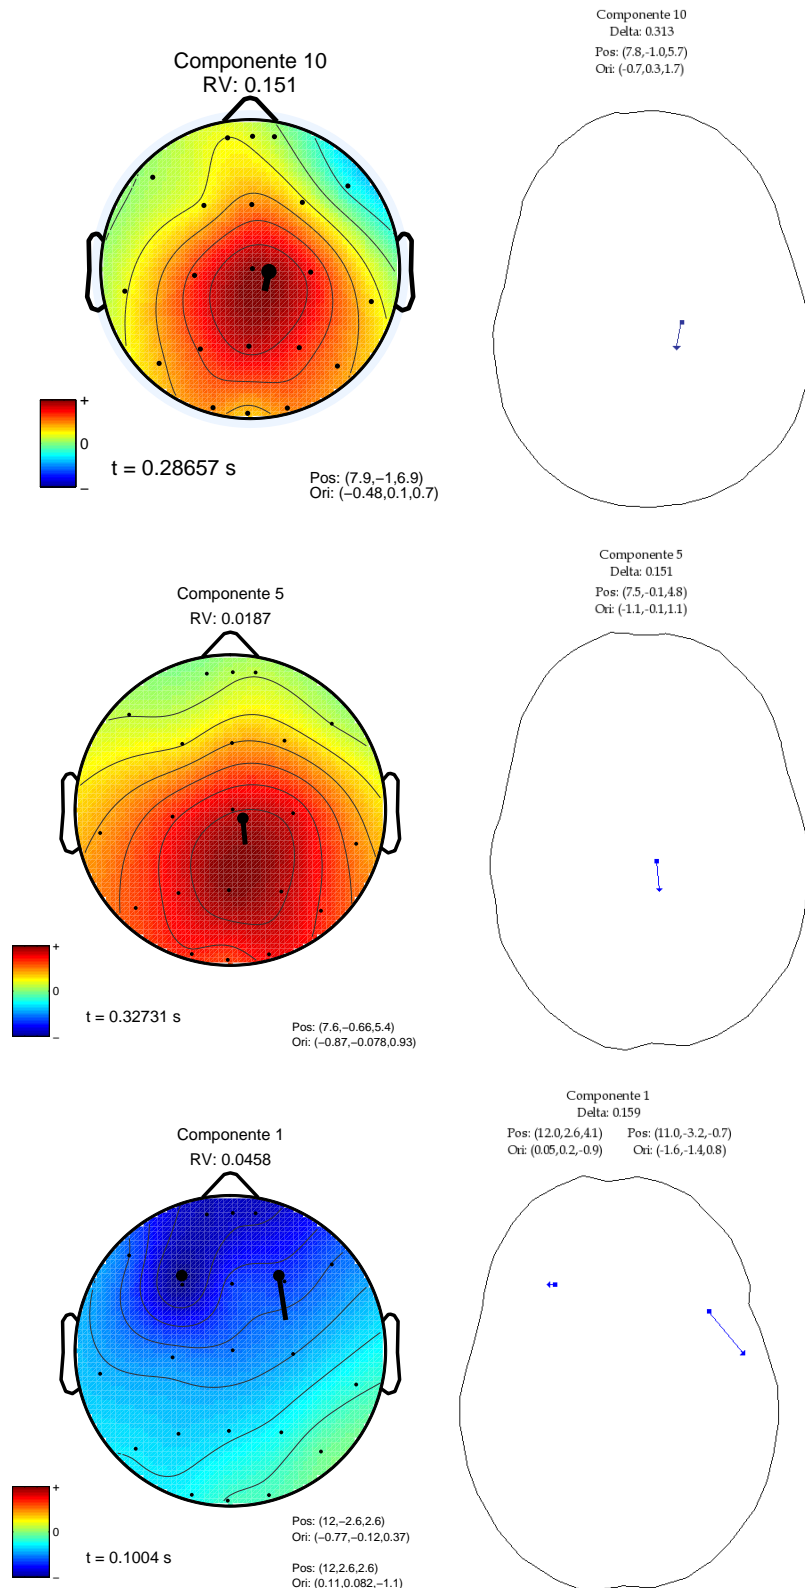 Componente 10
RV: 0.151
+
0
−
t = 0.28657 s
Pos: (7.9,−1,6.9)
Ori: (−0.48,0.1,0.7)
Componente 10
Delta: 0.313
Pos: (7.8,-1.0,5.7)
Ori: (-0.7,0.3,1.7)
Componente 5
RV: 0.0187
+
0
−
t = 0.32731 s
Pos: (7.6,−0.66,5.4)
Ori: (−0.87,−0.078,0.93)
Componente 5
Delta: 0.151
Pos: (7.5,-0.1,4.8)
Ori: (-1.1,-0.1,1.1)
Componente 1
RV: 0.0458
+
0
−
t = 0.1004 s
Pos: (12,−2.6,2.6)
Ori: (−0.77,−0.12,0.37)
Pos: (12,2.6,2.6)
Ori: (0.11,0.082,−1.1)
Componente 1
Delta: 0.159
Pos: (12.0,2.6,4.1) Pos: (11.0,-3.2,-0.7)
Ori: (0.05,0.2,-0.9) Ori: (-1.6,-1.4,0.8)